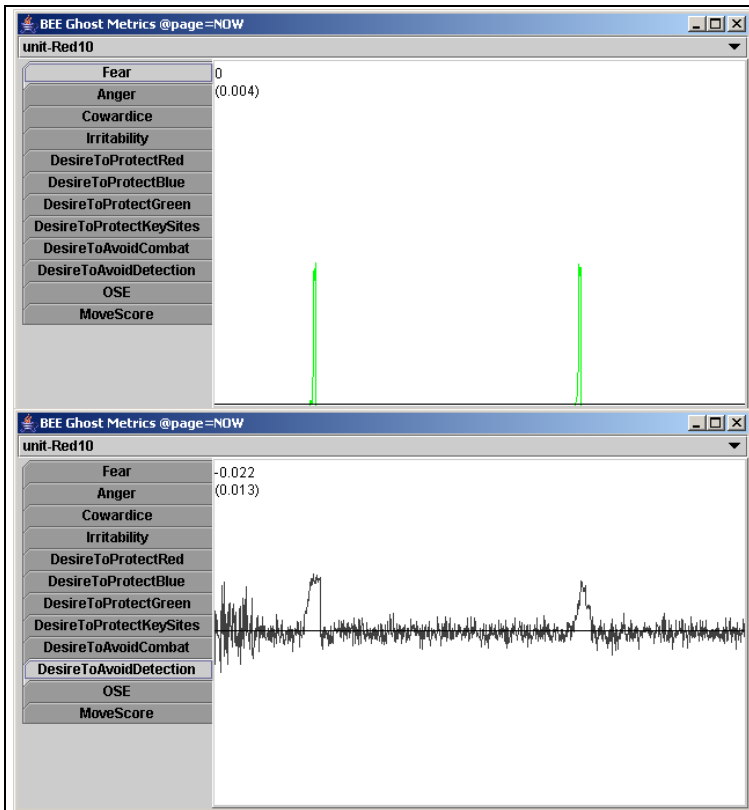 BEE Ghost Metrics @page=NOW
unit-Red10
Fear
Anger
Cowardice
Irritability
DesireToProtectRed
DesireToProtectBlue
DesireToProtectGreen
DesireToProtectKeySites
DesireToAvoidCombat
DesireToAvoidDetection
OSE
MoveScore
0
(0.004)
BEE Ghost Metrics @page=NOW
unit-Red10
Fear
Anger
Cowardice
Irritability
DesireToProtectRed
DesireToProtectBlue
DesireToProtectGreen
DesireToProtectKeySites
DesireToAvoidCombat
DesireToAvoidDetection
OSE
MoveScore
-0.022
(0.013)